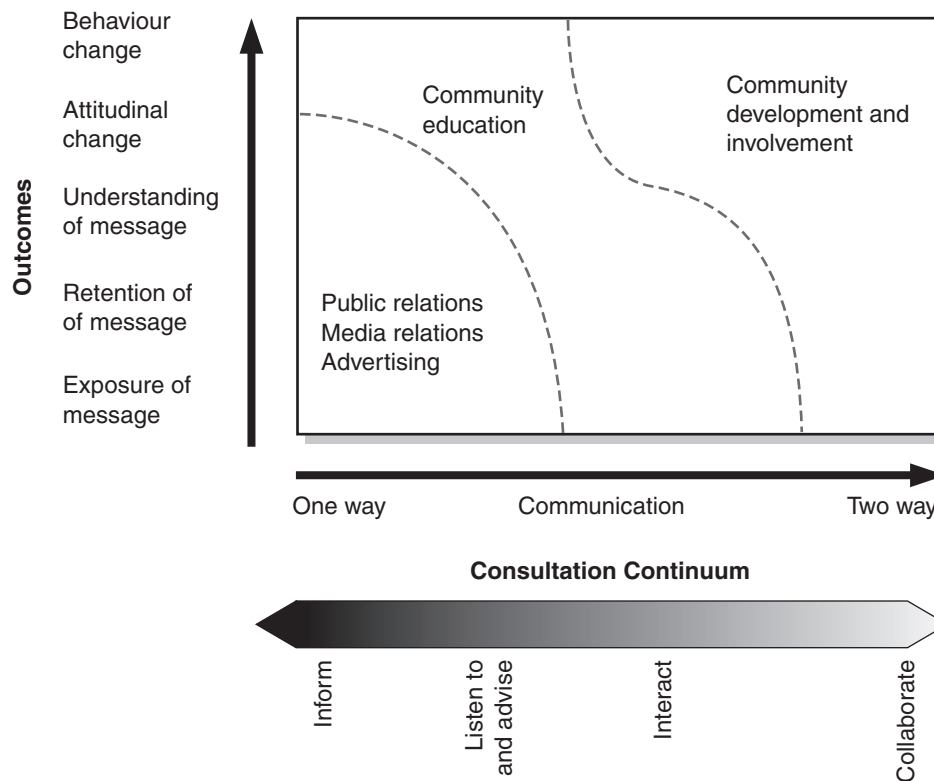 Behaviour
change
Attitudinal
change
Understanding
of message
Retention of
of message
Exposure of
message
Outcomes
Community
education
Community
development and
involvement
Public relations
Media relations
Advertising
One way
Communication
Two way
Consultation Continuum
Inform
Listen to
and advise
Interact
Collaborate